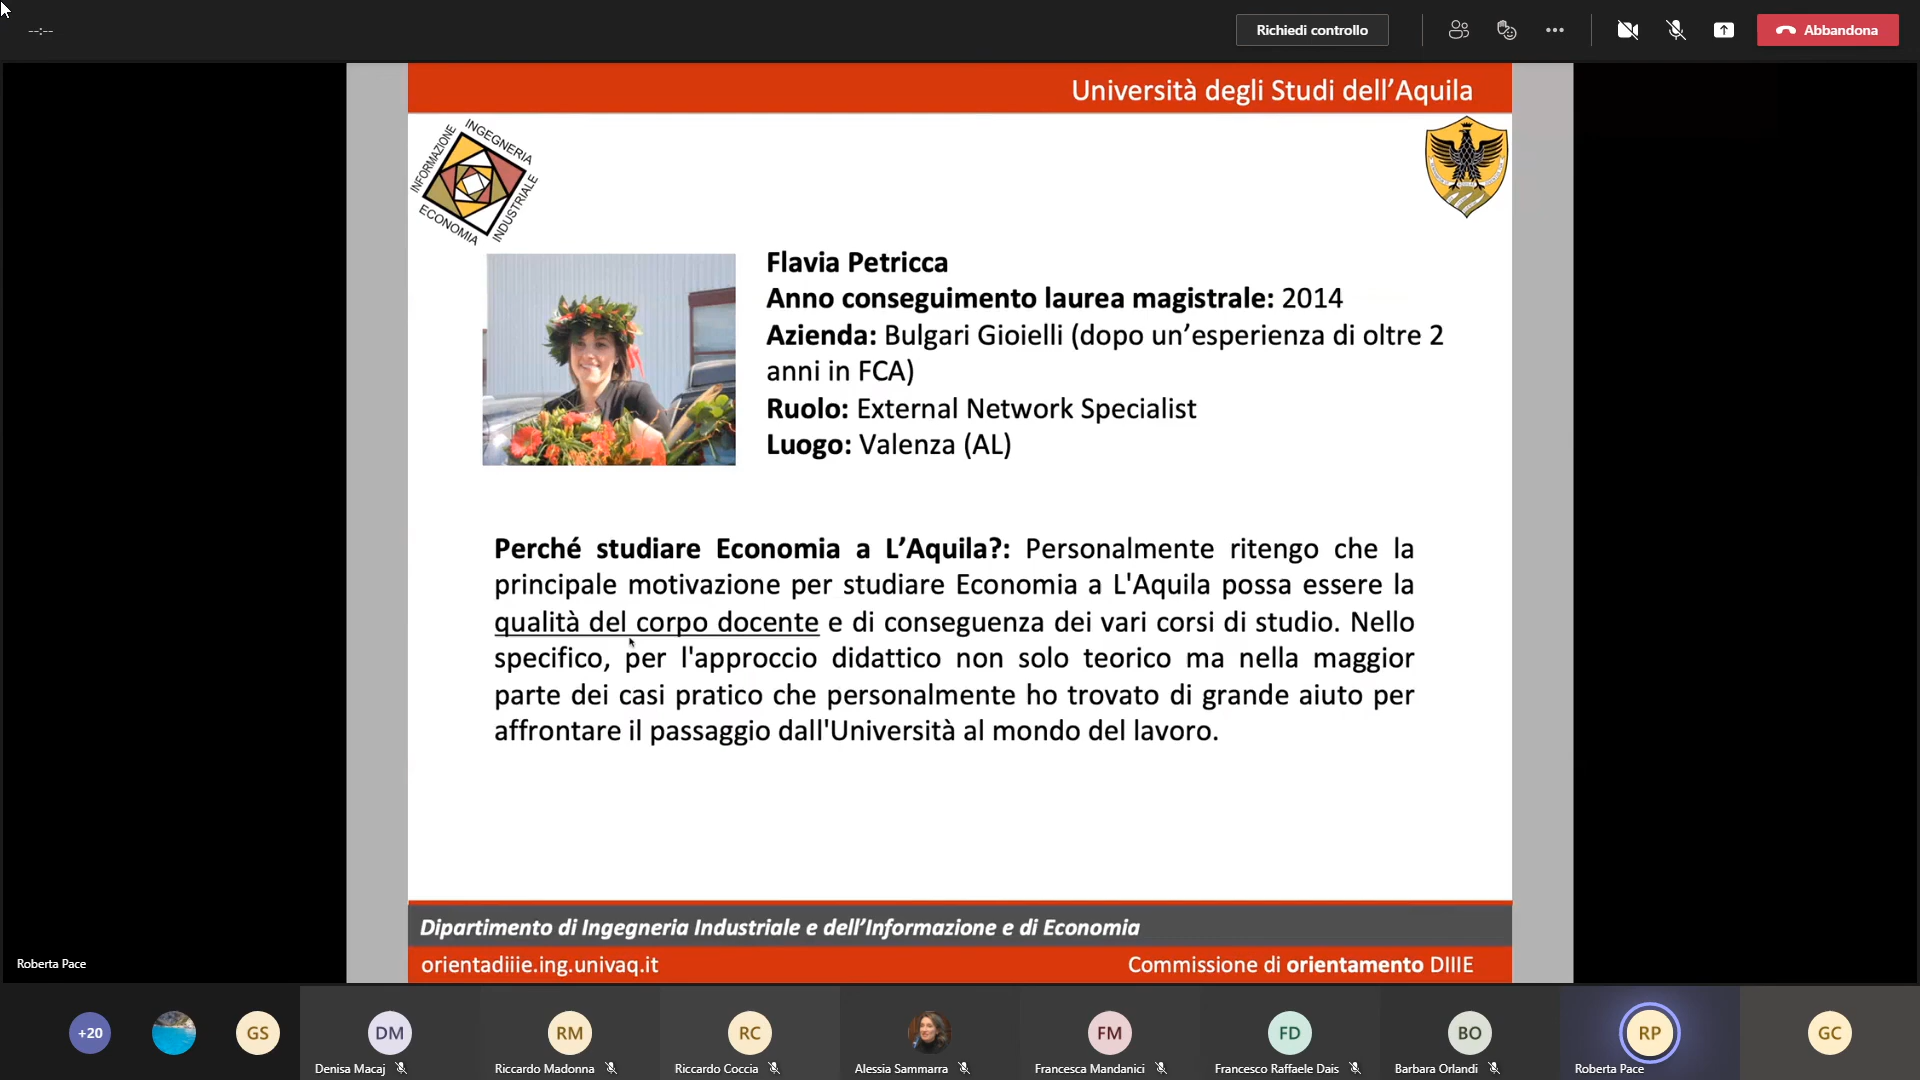 --:--
Richiedi controllo
Abbandona
Università degli Studi dell’Aquila
INFORMAZIONE
INGEGNERIA
ECONOMIA
INDUSTRIALE
Flavia Petricca
Anno conseguimento laurea magistrale: 2014
Azienda: Bulgari Gioielli (dopo un’esperienza di oltre 2
anni in FCA)
Ruolo: External Network Specialist
Luogo: Valenza (AL)
Perché studiare Economia a L’Aquila?: Personalmente ritengo che la
principale motivazione per studiare Economia a L'Aquila possa essere la
qualità del corpo docente e di conseguenza dei vari corsi di studio. Nello
specifico, per l'approccio didattico non solo teorico ma nella maggior
parte dei casi pratico che personalmente ho trovato di grande aiuto per
affrontare il passaggio dall'Università al mondo del lavoro.
Dipartimento di Ingegneria Industriale e dell’Informazione e di Economia
orientadiiie.ing.univaq.it
Commissione di orientamento DIIIE
Roberta Pace
+20
GS
DM
RM
RC
FM
FD
BO
RP
GC
Denisa Macaj
Riccardo Madonna
Riccardo Coccia
Alessia Sammarra
Francesca Mandanici
Francesco Raffaele Dais
Barbara Orlandi
Roberta Pace